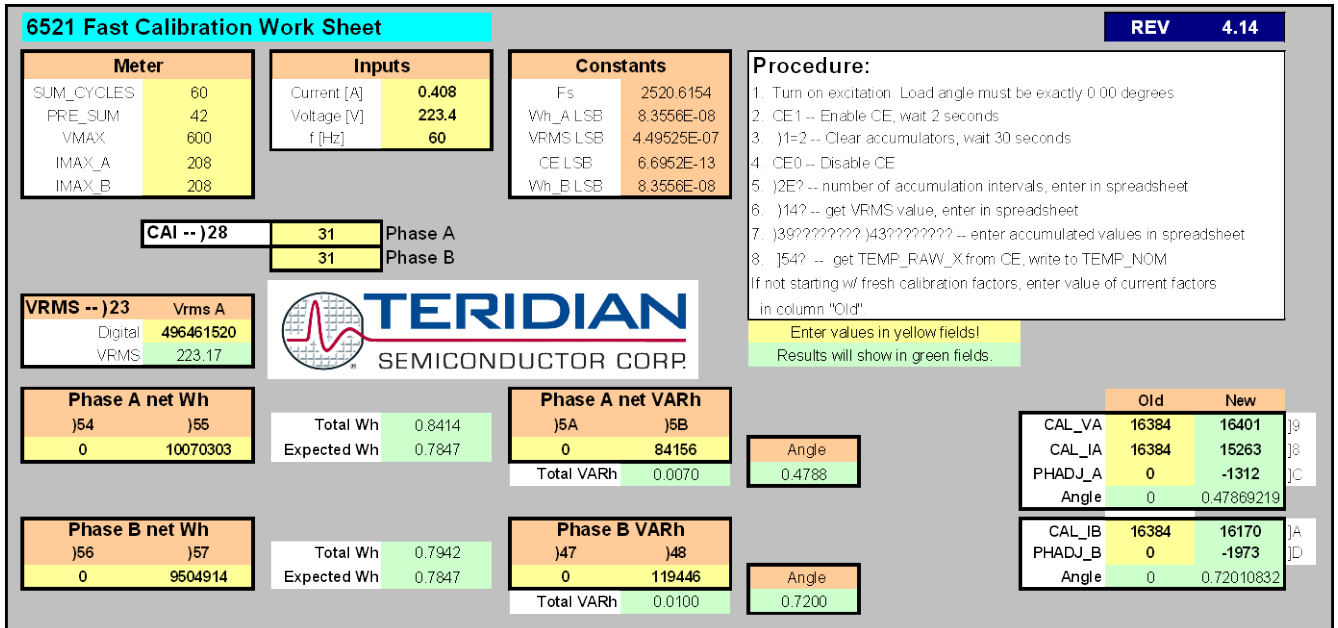 6521 Fast Calibration Work Sheet
REV 4.14
Meter
SUM_CYCLES 60
PRE_SUM 42
VMAX 600
IMAX_A 208
IMAX_B 208
Inputs
Current [A] 0.408
Voltage [V] 223.4
f [Hz] 60
Constants
Fs 2520.6154
Wh_A LSB 8.3556E-08
VRMS LSB 4.49525E-07
CE LSB 6.6952E-13
Wh_B LSB 8.3556E-08
Procedure:
1. Turn on excitation. Load angle must be exactly 0.00 degrees
2. CE1 -- Enable CE, wait 2 seconds
3. )1=2 -- Clear accumulators, wait 30 seconds
4. CE0 -- Disable CE
5. )2E? -- number of accumulation intervals, enter in spreadsheet
6. )14? -- get VRMS value, enter in spreadsheet
7. )39???????? )43???????? -- enter accumulated values in spreadsheet
8. ]54? -- get TEMP_RAW_X from CE, write to TEMP_NOM
If not starting w/ fresh calibration factors, enter value of current factors
in column "Old".
Enter values in yellow fields!
Results will show in green fields.
CAI -- )28 31 Phase A
31 Phase B
VRMS -- )23 Vrms A
Digital 496461520
VRMS 223.17
TERIDIAN
SEMICONDUCTOR CORP.
®
Phase A net Wh
)54 )55
0 10070303
Total Wh 0.8414
Expected Wh 0.7847
Phase A net VARh
)5A )5B
0 84156
Total VARh 0.0070
Angle
0.4788
Old New
CAL_VA 16384 16401 ]9
CAL_IA 16384 15263 ]8
PHADJ_A 0 -1312 ]C
Angle 0 0.47869219
Phase B net Wh
)56 )57
0 9504914
Total Wh 0.7942
Expected Wh 0.7847
Phase B VARh
)47 )48
0 119446
Total VARh 0.0100
Angle
0.7200
CAL_IB 16384 16170 ]A
PHADJ_B 0 -1973 ]D
Angle 0 0.72010832